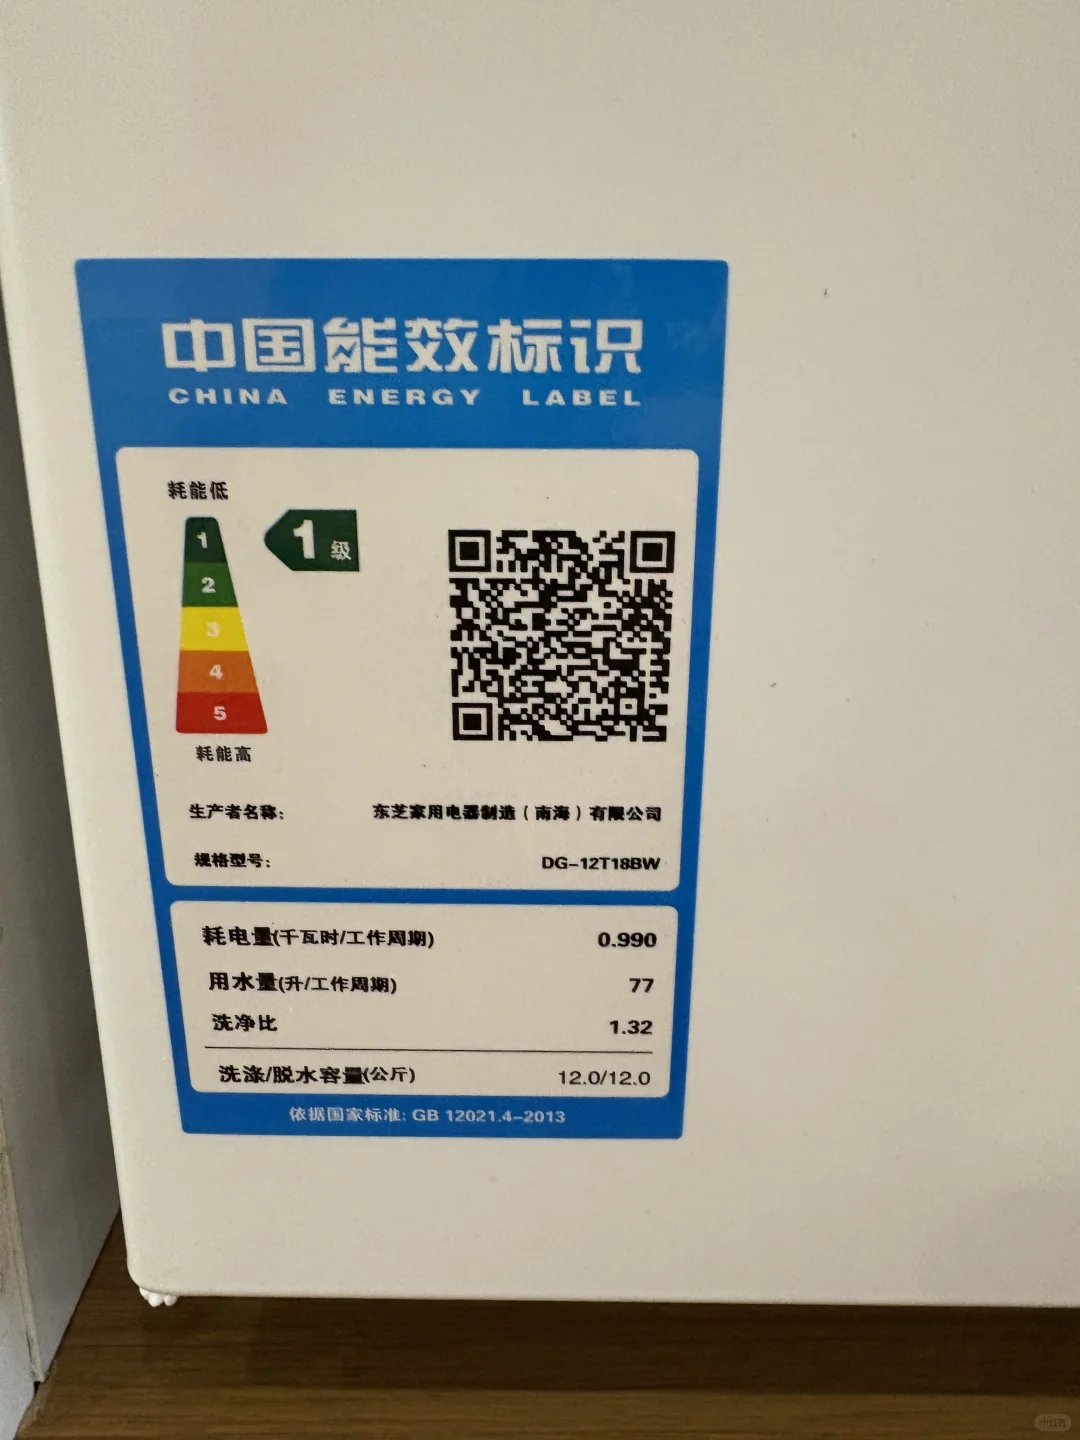 中国能效标识
CHINA ENERGY LABEL
耗能低
1
1级
2
3
4
5
耗能高
生产者名称: 东芝家用电器制造（南海）有限公司
规格型号: DG-12T18BW
耗电量(千瓦时/工作周期) 0.990
用水量(升/工作周期) 77
洗净比 1.32
洗涤/脱水容量(公斤) 12.0/12.0
依据国家标准: GB 12021.4-2013
小红书